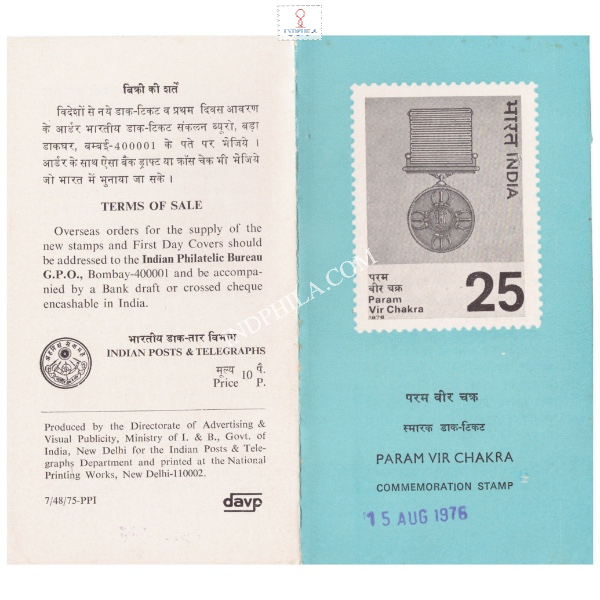 INDPHILA
बिक्री की शर्तें
विदेशों से नये डाक-टिकट व प्रथम दिवस आवरण
के आर्डर भारतीय डाक-टिकट संकलन ब्यूरो, बड़ा
डाकघर, बम्बई-400001 के पते पर भेजिये ।
आर्डर के साथ ऐसा बैंक ड्राफ्ट या क्रॉस चेक भी भेजिये
जो भारत में भुनाया जा सके ।
TERMS OF SALE
Overseas orders for the supply of the
new stamps and First Day Covers should
be addressed to the Indian Philatelic Bureau
G.P.O., Bombay-400001 and be accompa-
nied by a Bank draft or crossed cheque
encashable in India.
भारतीय डाक-तार विभाग
INDIAN POSTS & TELEGRAPHS
मूल्य 10 पै.
Price P.
Produced by the Directorate of Advertising &
Visual Publicity, Ministry of I. & B., Govt. of
India, New Delhi for the Indian Posts & Tele-
graphs Department and printed at the National
Printing Works, New Delhi-110002.
7/48/75-PPI
davp
भारत INDIA
परम
वीर चक्र
Param
Vir Chakra
1976
25
परम वीर चक्र
स्मारक डाक-टिकट
PARAM VIR CHAKRA
COMMEMORATION STAMP
15 AUG 1976
INDPHILA.COM